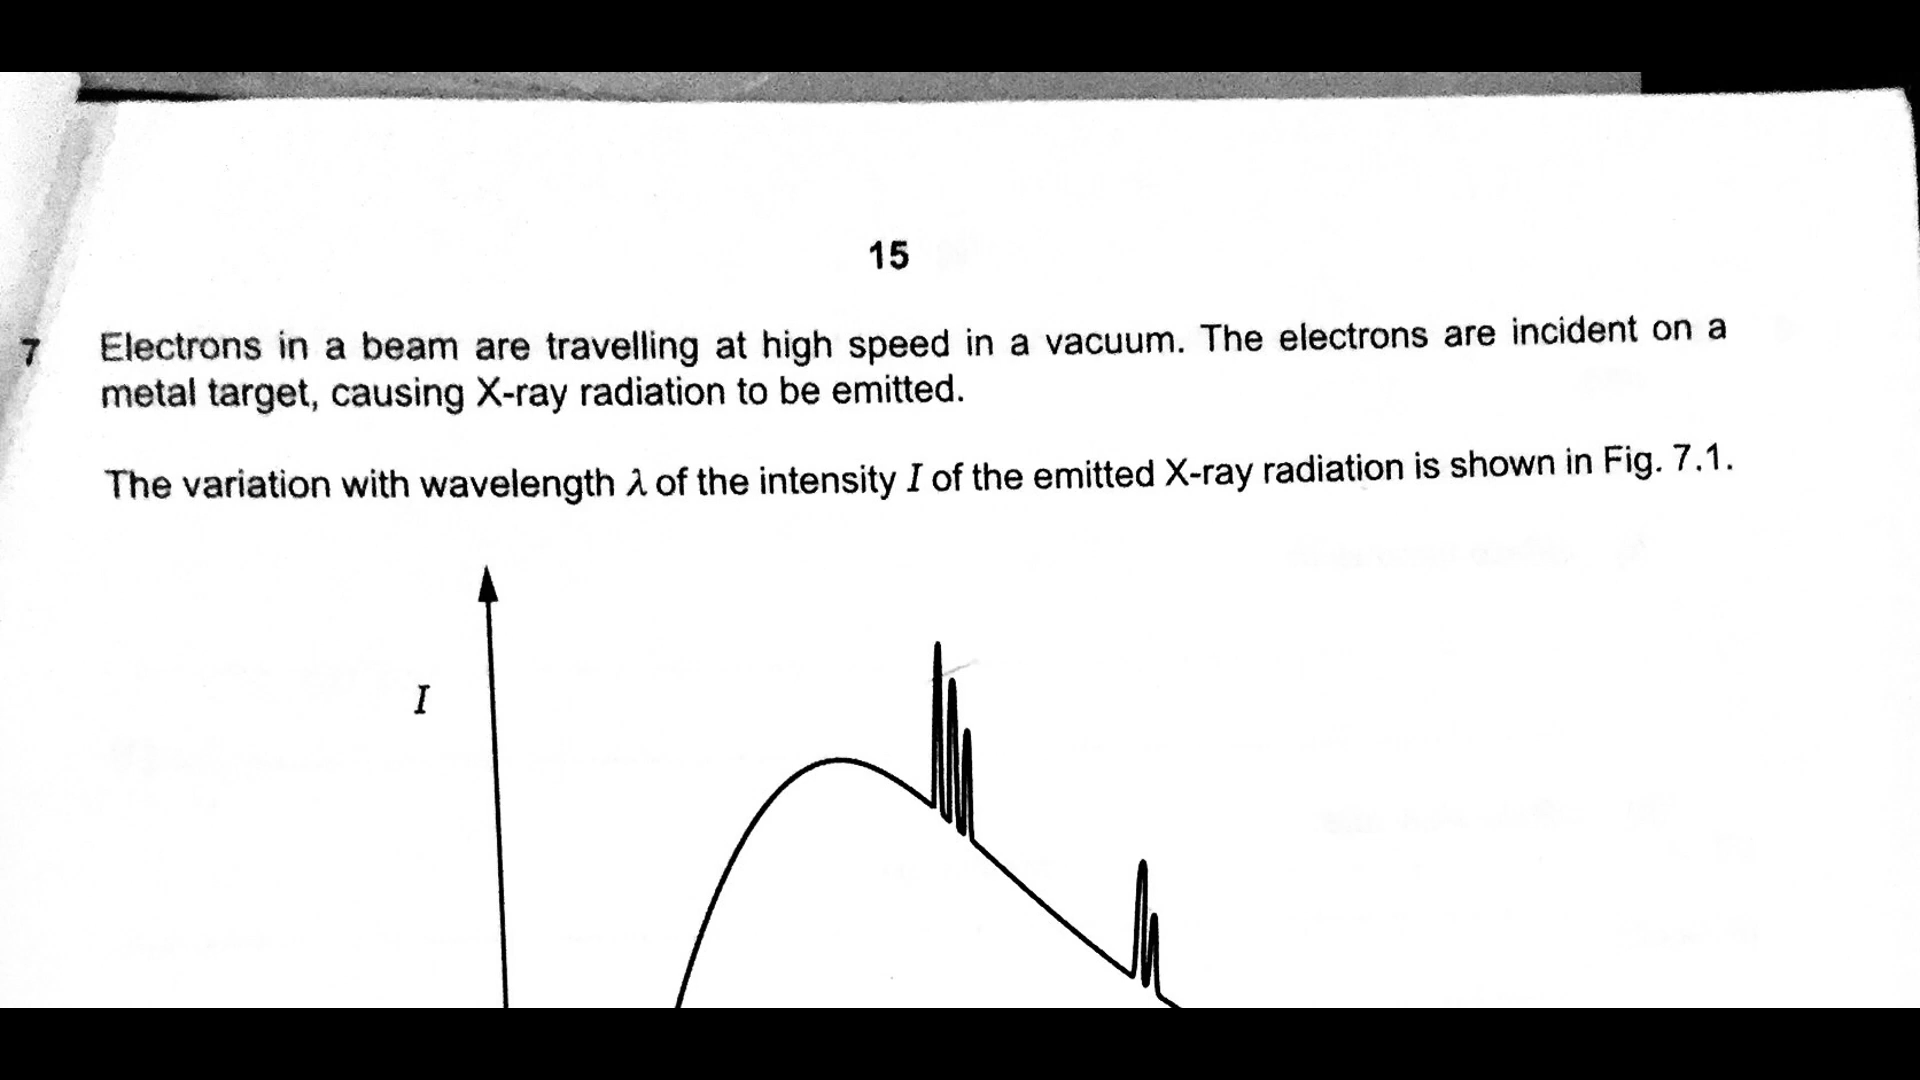 15
7 Electrons in a beam are travelling at high speed in a vacuum. The electrons are incident on a
metal target, causing X-ray radiation to be emitted.
The variation with wavelength λ of the intensity I of the emitted X-ray radiation is shown in Fig. 7.1.
I